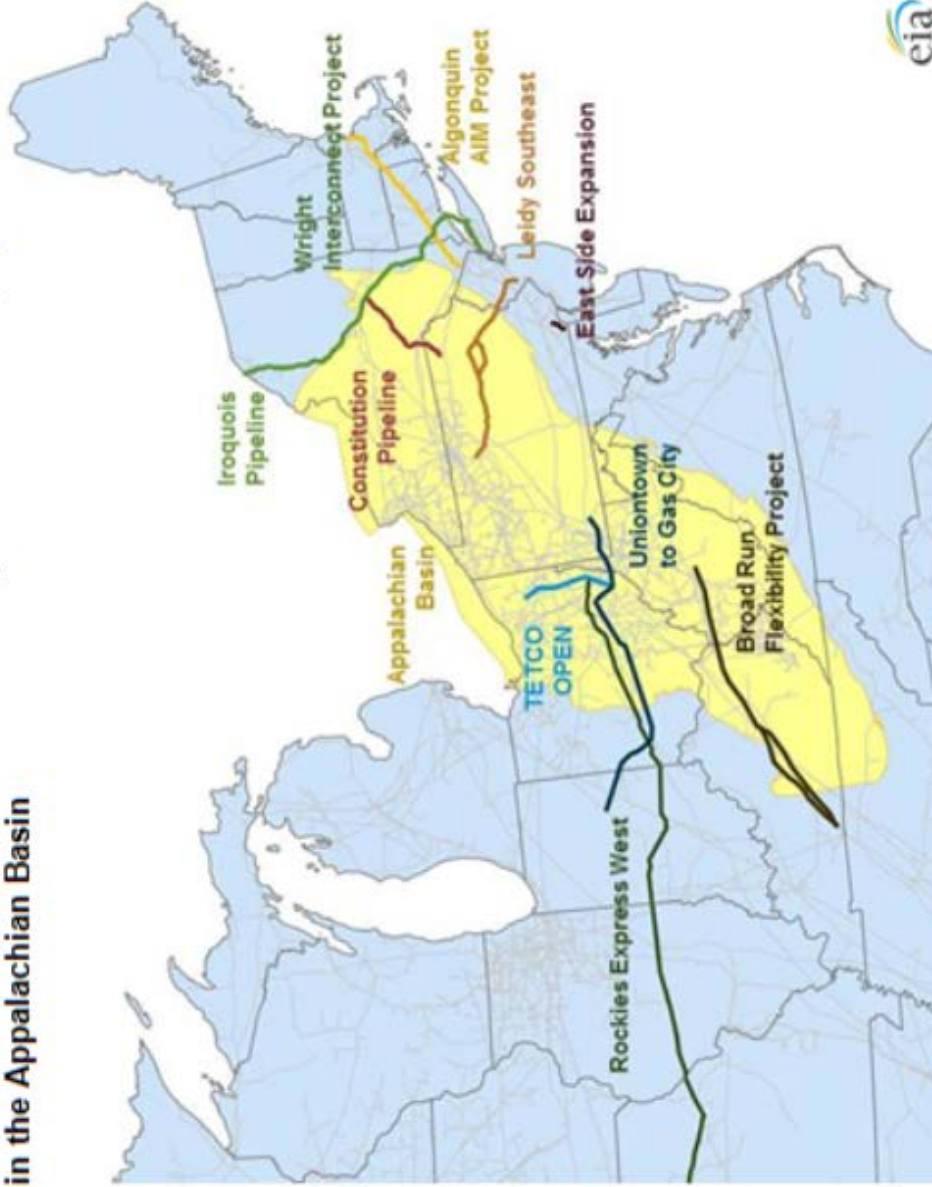 in the Appalachian Basin
Iroquois
Pipeline
Wright
Interconnect Project
Algonquin
AIM Project
Constitution
Pipeline
Leidy Southeast
Appalachian
Basin
East Side Expansion
TETCO
OPEN
Uniontown
to Gas City
Rockies Express West
Broad Run
Flexibility Project
eia